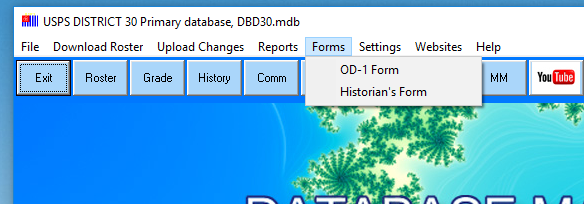 USPS DISTRICT 30 Primary database, DBD30.mdb
File Download Roster Upload Changes Reports Forms Settings Websites Help
OD-1 Form
Historian's Form
Exit Roster Grade History Comm MM YouTube
DATABASE M